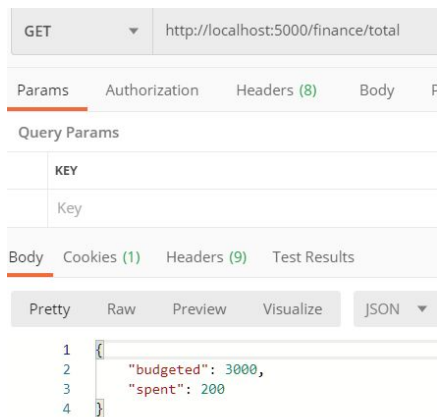 GET http://localhost:5000/finance/total
Params Authorization Headers (8) Body
Query Params
KEY
Key
Body Cookies (1) Headers (9) Test Results
Pretty Raw Preview Visualize JSON
1 {
2 "budgeted": 3000,
3 "spent": 200
4 }